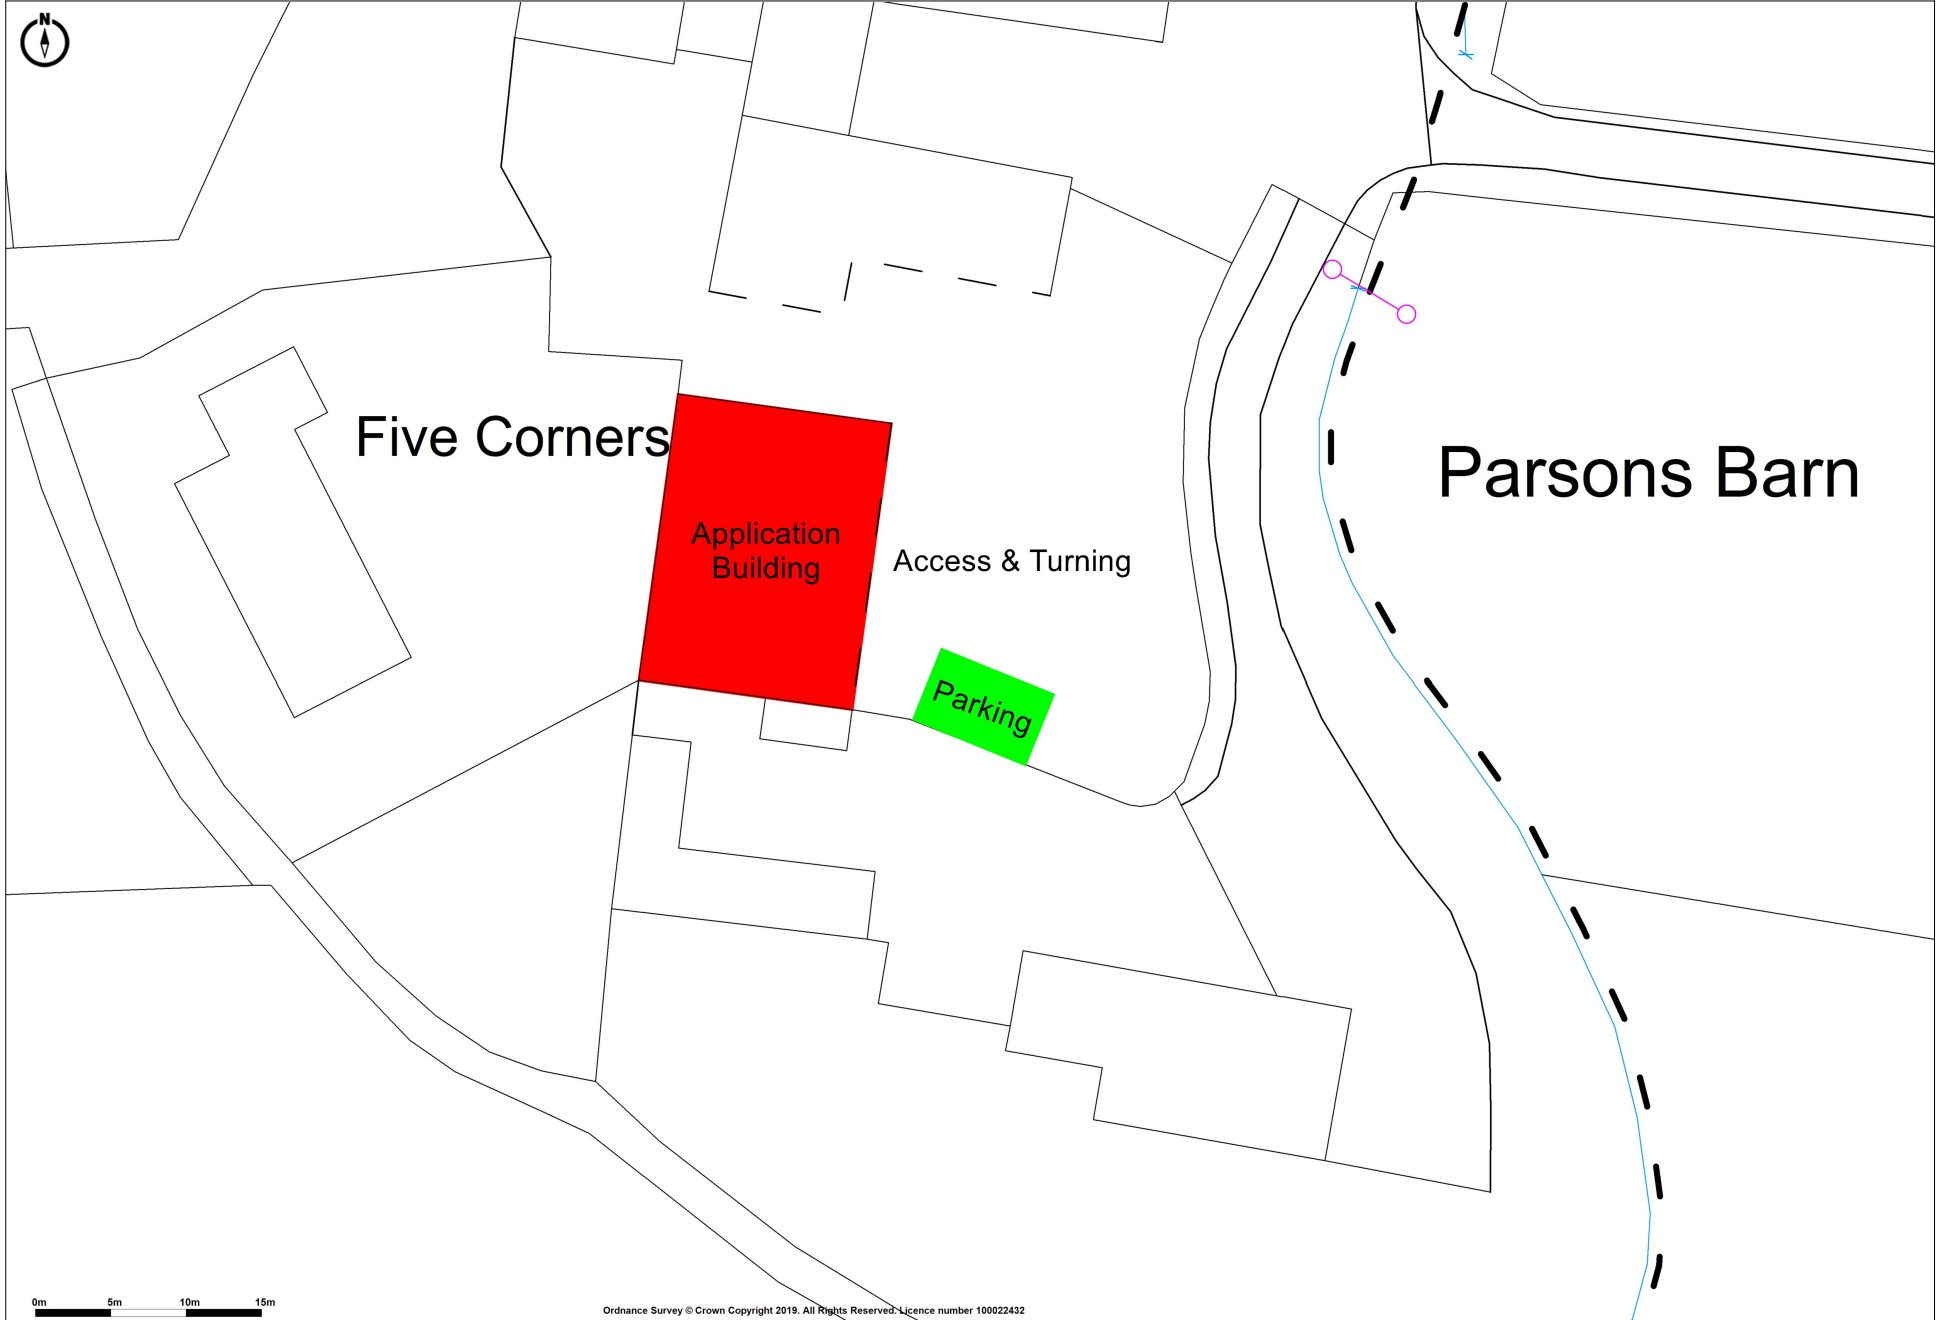 N
Five Corners
Parsons Barn
Application
Building
Access & Turning
Parking
0m 5m 10m 15m
Ordnance Survey © Crown Copyright 2019. All Rights Reserved. Licence number 100022432